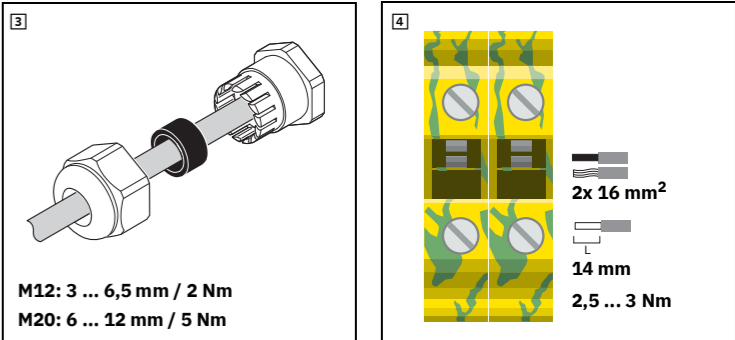 3
M12: 3 ... 6,5 mm / 2 Nm
M20: 6 ... 12 mm / 5 Nm
4
2x 16 mm²
L
14 mm
2,5 ... 3 Nm